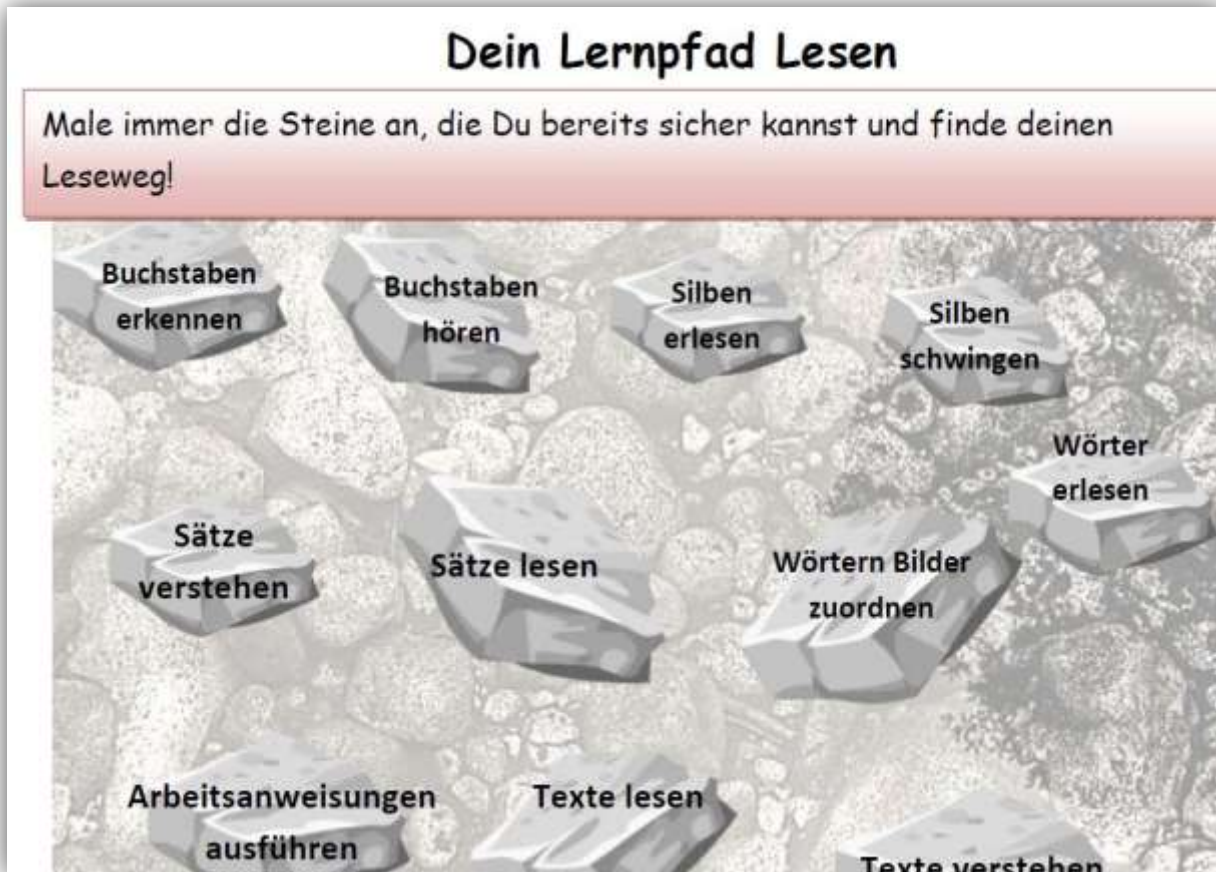 Dein Lernpfad Lesen
Male immer die Steine an, die Du bereits sicher kannst und finde deinen
Leseweg!
Buchstaben
erkennen
Buchstaben
hören
Silben
erlesen
Silben
schwingen
Wörter
erlesen
Wörtern Bilder
zuordnen
Sätze lesen
Sätze
verstehen
Arbeitsanweisungen
ausführen
Texte lesen
Texte verstehen